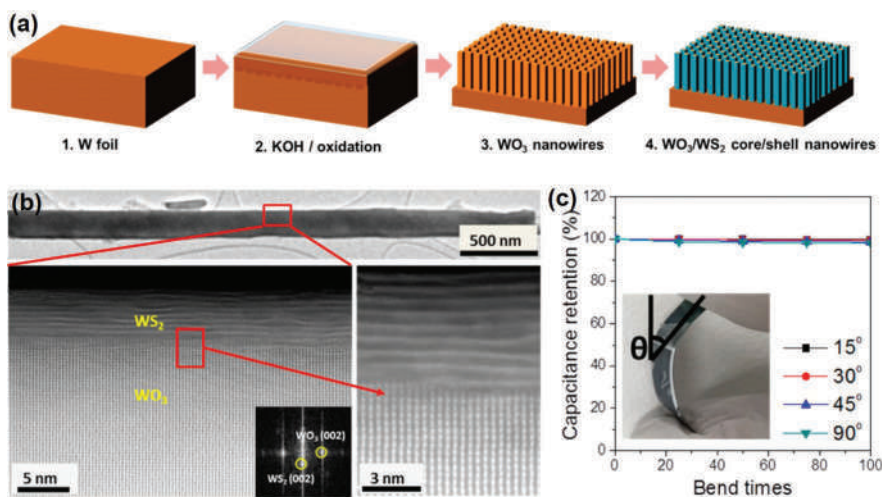 (a)
1. W foil
2. KOH / oxidation
3. WO₃ nanowires
4. WO₃/WS₂ core/shell nanowires
(b)
500 nm
WS₂
WO₃
5 nm
WO₃ (002)
WS₂ (002)
3 nm
(c)
Capacitance retention (%)
120
100
80
60
40
20
0
θ
15°
30°
45°
90°
0 20 40 60 80 100
Bend times